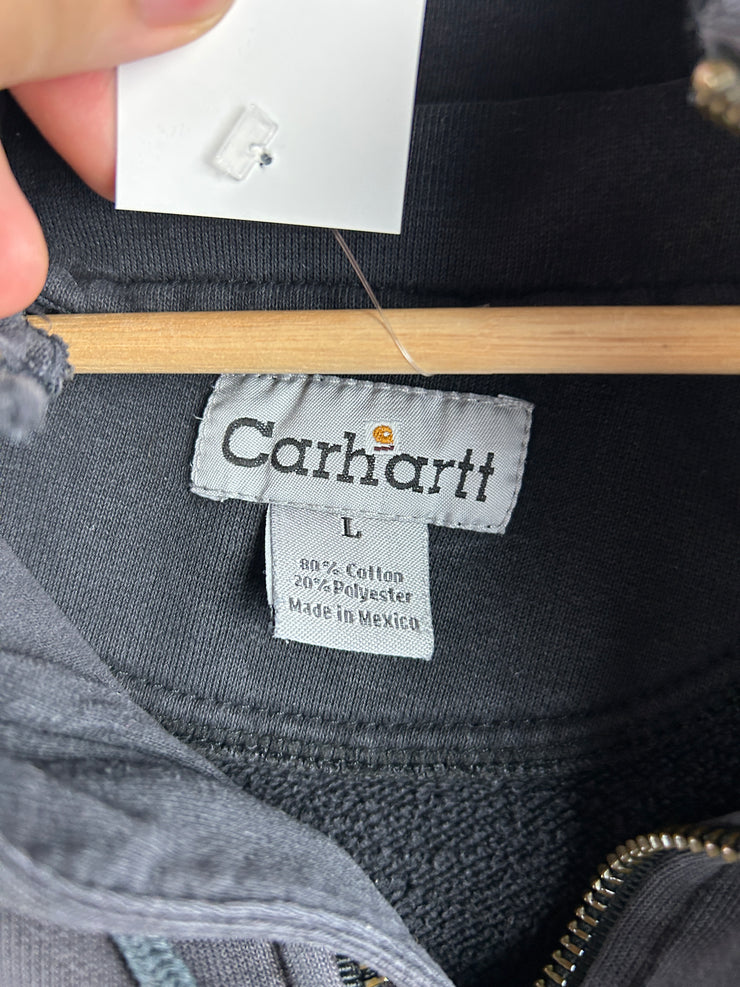 Carhartt
L
80% Cotton
20% Polyester
Made in Mexico